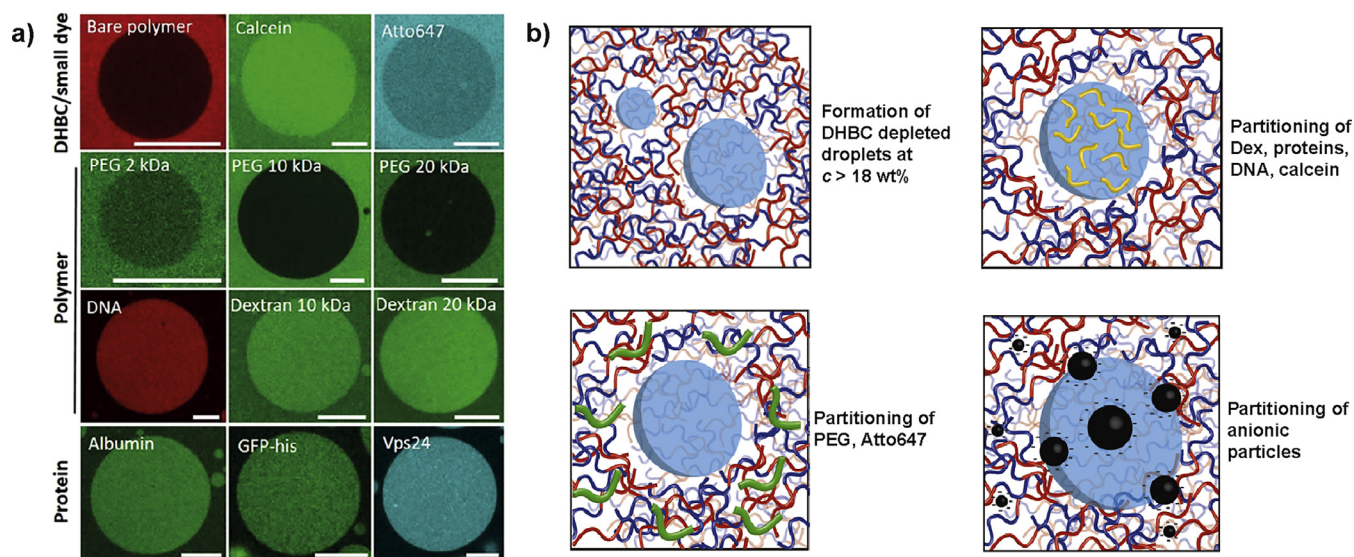 a)
DHBC/small dye
Bare polymer
Calcein
Atto647
Polymer
PEG 2 kDa
PEG 10 kDa
PEG 20 kDa
DNA
Dextran 10 kDa
Dextran 20 kDa
Protein
Albumin
GFP-his
Vps24
b)
Formation of
DHBC depleted
droplets at
c > 18 wt%
Partitioning of
Dex, proteins,
DNA, calcein
Partitioning of
PEG, Atto647
Partitioning of
anionic
particles